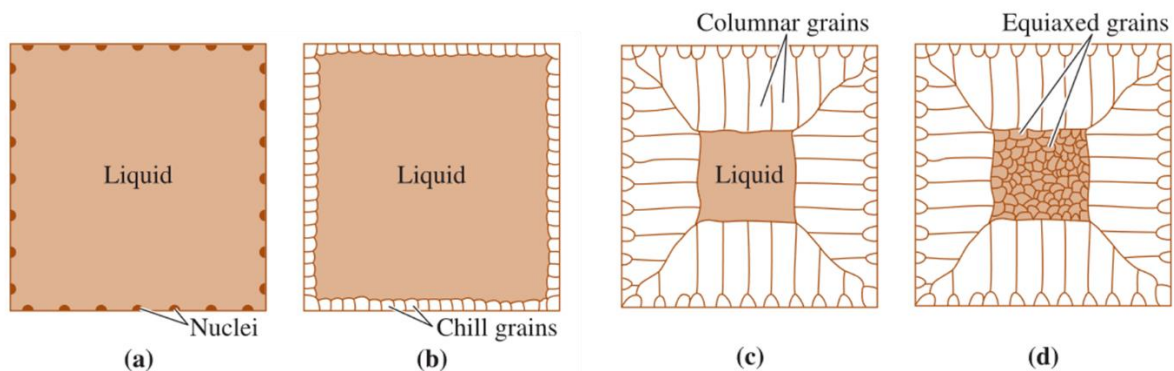 Liquid
Nuclei
(a)
Liquid
Chill grains
(b)
Columnar grains
Liquid
(c)
Equiaxed grains
(d)